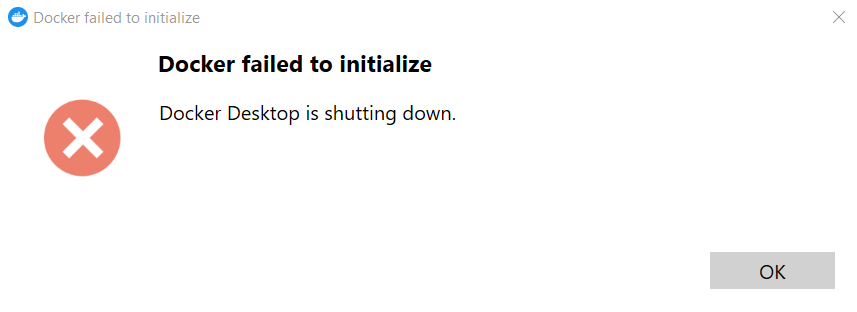 Docker failed to initialize
Docker failed to initialize
Docker Desktop is shutting down.
OK